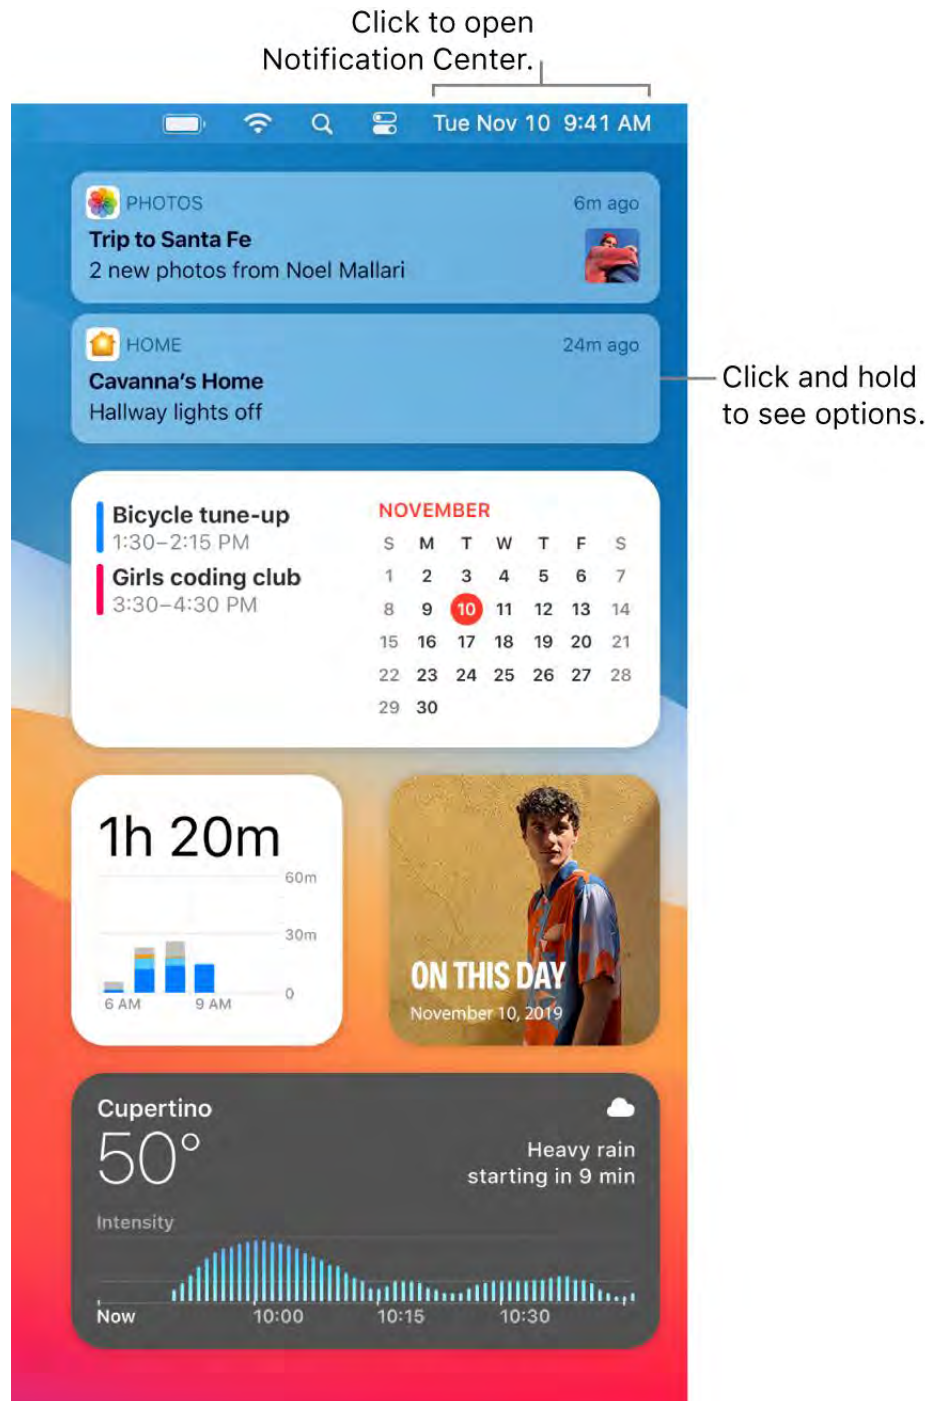 Click to open
Notification Center.
Tue Nov 10 9:41 AM
PHOTOS 6m ago
Trip to Santa Fe
2 new photos from Noel Mallari
HOME 24m ago
Cavanna's Home
Hallway lights off
Click and hold
to see options.
Bicycle tune-up
1:30–2:15 PM
Girls coding club
3:30–4:30 PM
NOVEMBER
S M T W T F S
1 2 3 4 5 6 7
8 9 10 11 12 13 14
15 16 17 18 19 20 21
22 23 24 25 26 27 28
29 30
1h 20m
60m
30m
0
6 AM 9 AM
ON THIS DAY
November 10, 2019
Cupertino
50°
Heavy rain
starting in 9 min
Intensity
Now 10:00 10:15 10:30